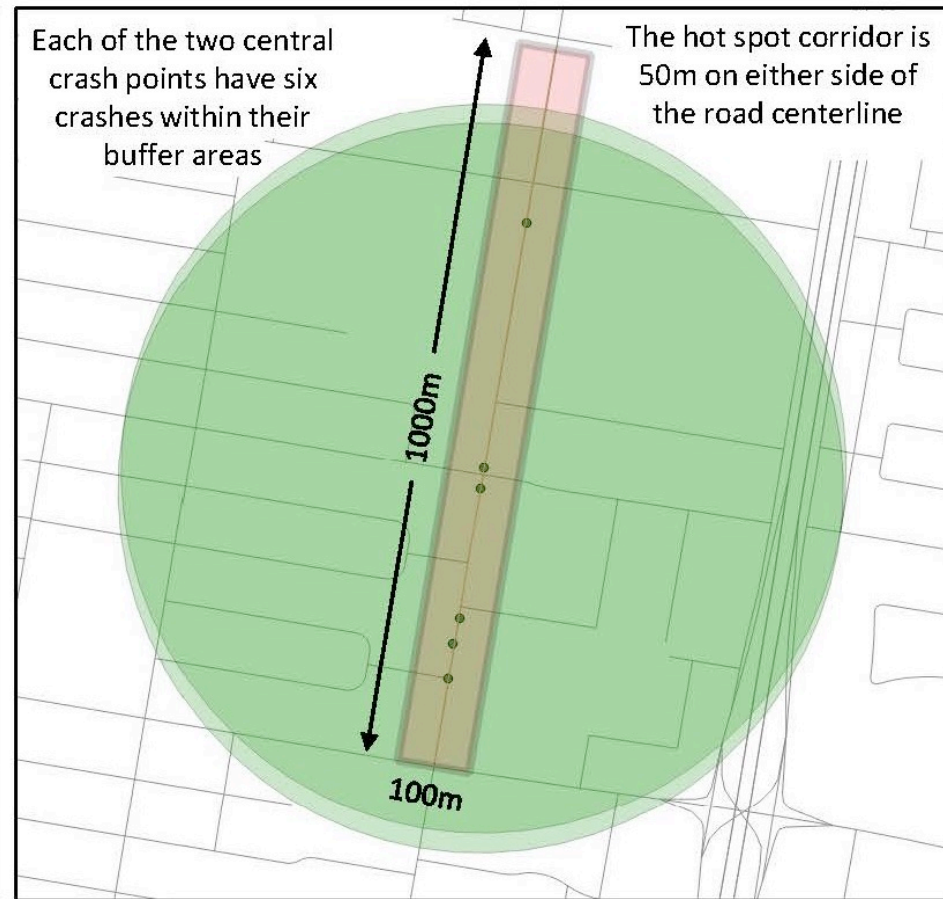 Each of the two central
crash points have six
crashes within their
buffer areas
The hot spot corridor is
50m on either side of
the road centerline
1000m
100m